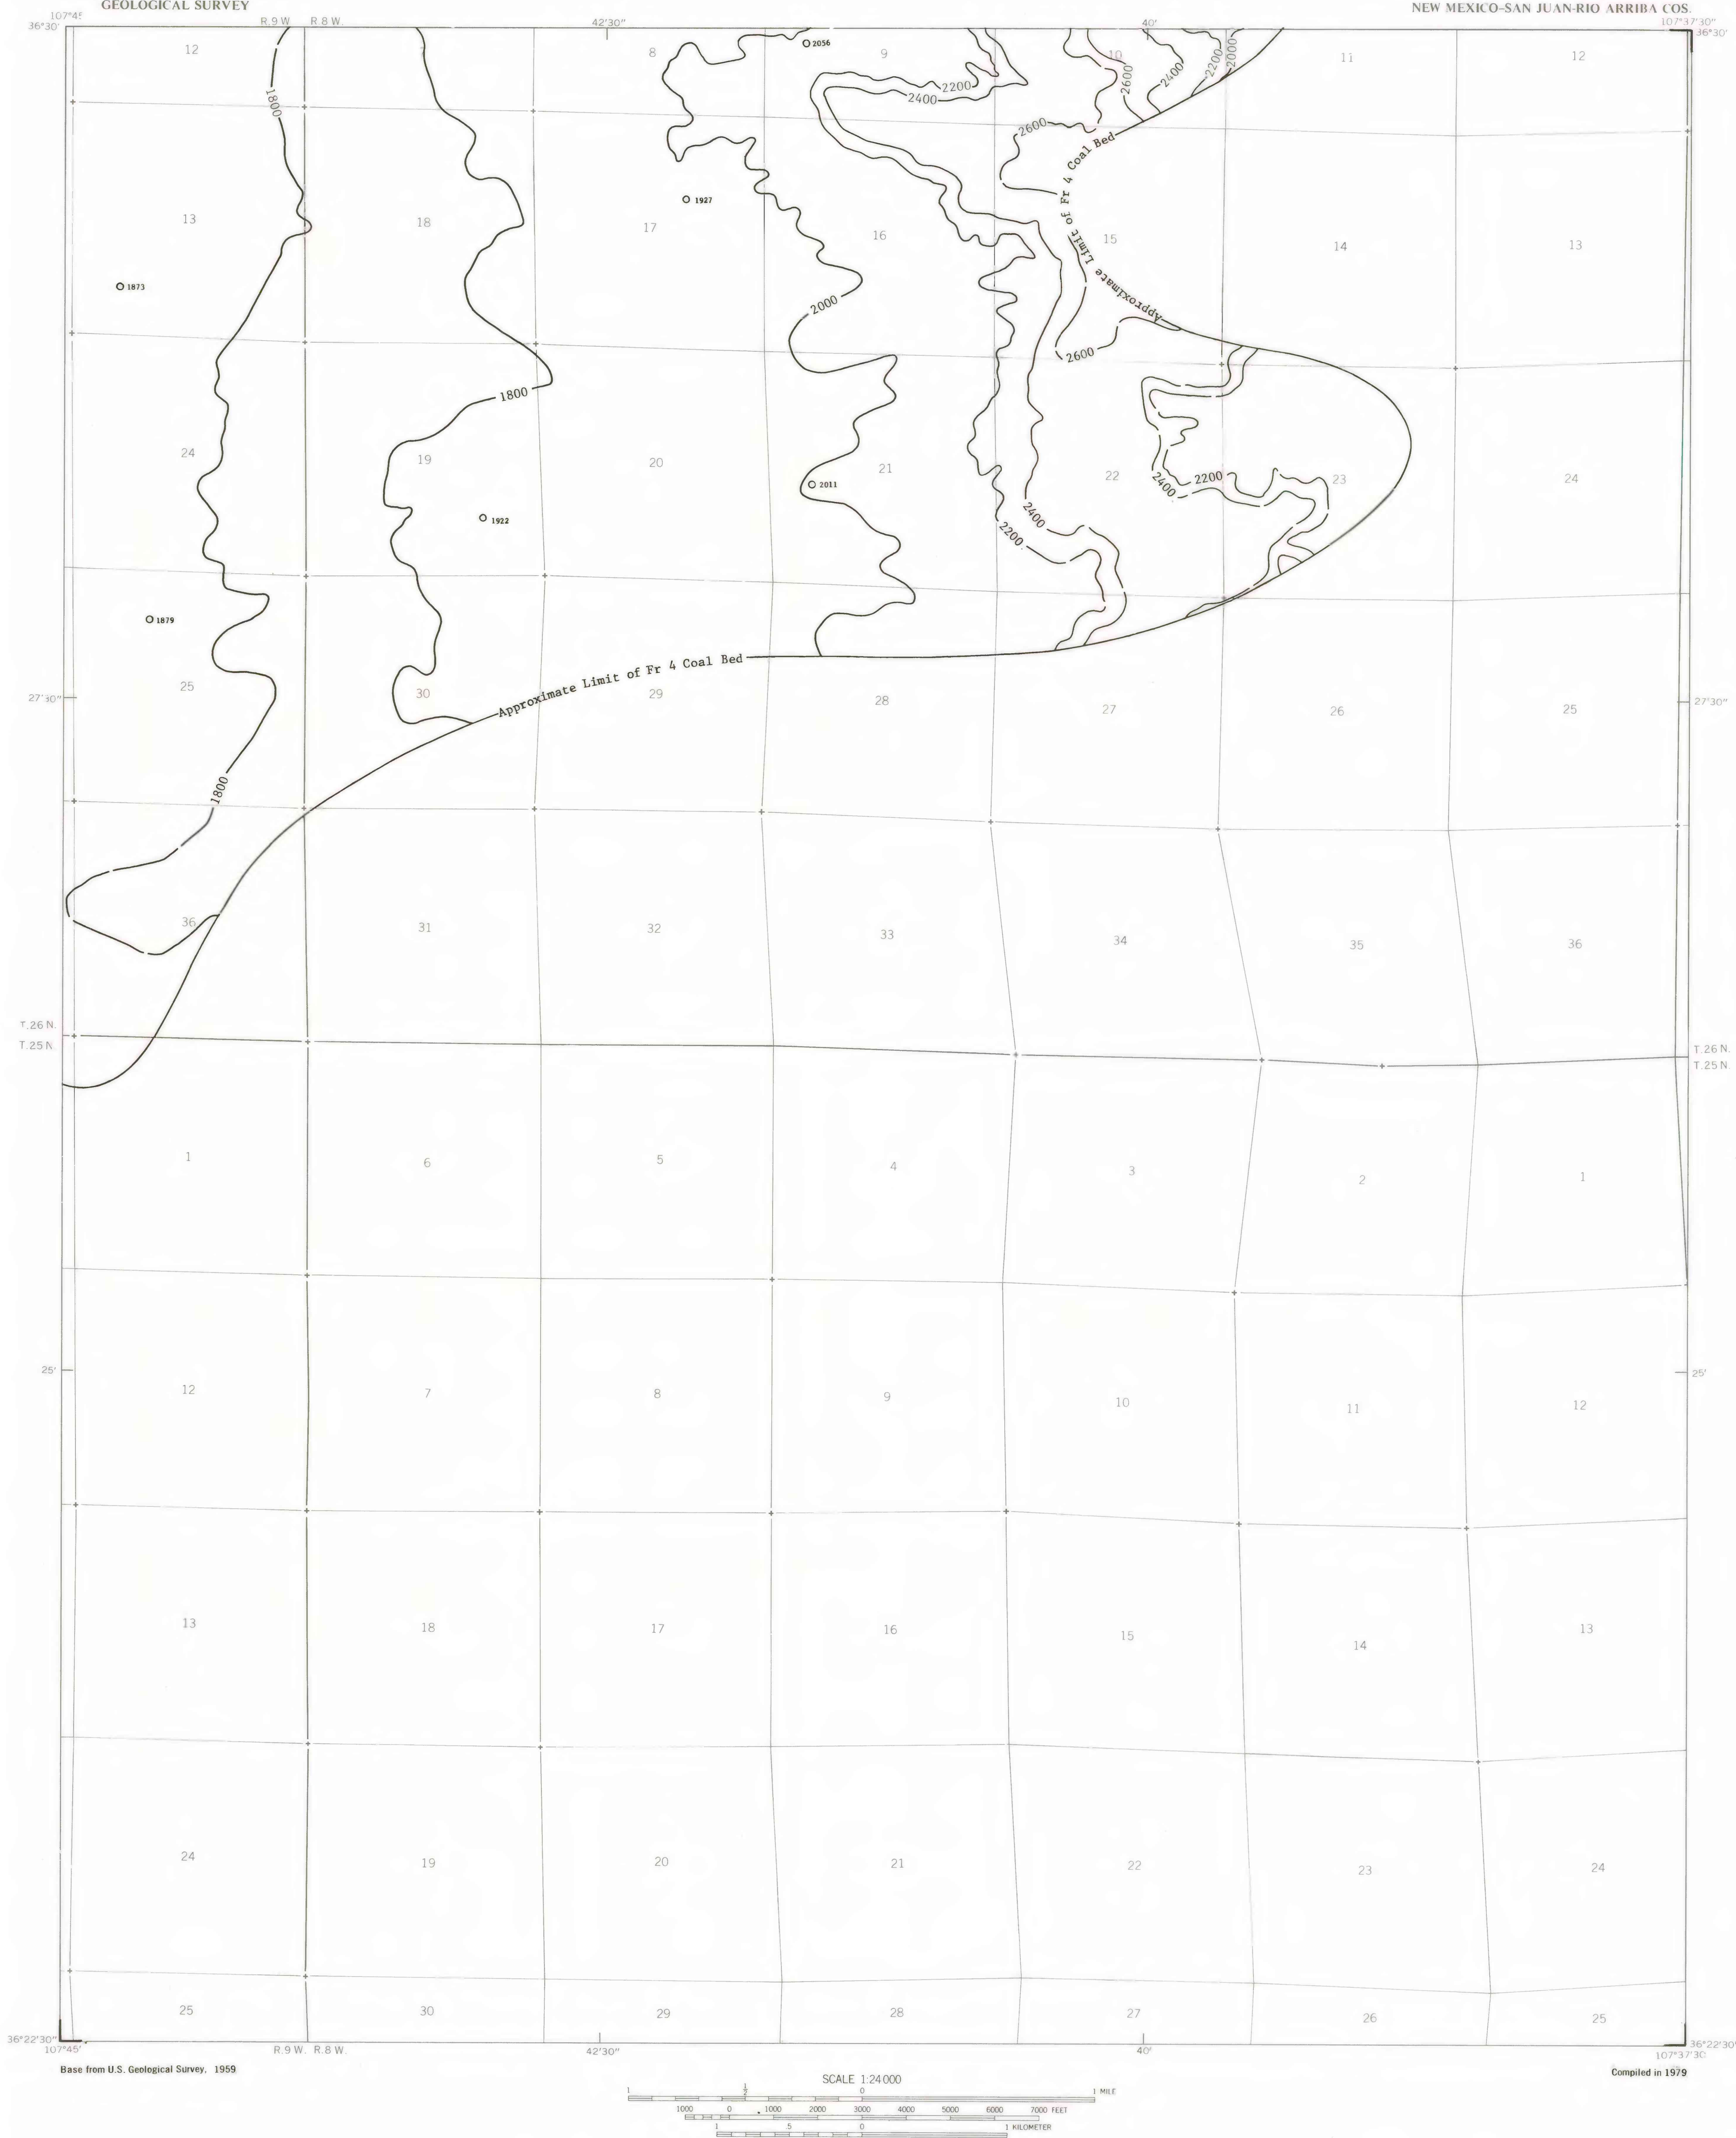 GEOLOGICAL SURVEY
NEW MEXICO–SAN JUAN-RIO ARRIBA COS.
R.9 W. R.8 W. 42'30" 40' 107°37'30"
36°30' 36°30'
12 8 9 10 11 12
2056
1800 2200 2400 2600 2400 2200 2000
2600
Approximate Limit of Fr 4 Coal Bed
1927
13 18 17 16 15 14 13
1873
2000
2600
1800
24 19 20 21 22 23 24
2011
2400 2200
1922
2400
2200
1879
Approximate Limit of Fr 4 Coal Bed
25 30 29 28 27 26 25
27'30" 27'30"
1800
36 31 32 33 34 35 36
T.26 N. T.26 N.
T.25 N. T.25 N.
1 6 5 4 3 2 1
25' 25'
12 7 8 9 10 11 12
13 18 17 16 15 14 13
24 19 20 21 22 23 24
25 30 29 28 27 26 25
36°22'30" 36°22'30"
107°45' R.9 W. R.8 W. 42'30" 40'
Base from U.S. Geological Survey, 1959
Compiled in 1979
SCALE 1:24 000
1 ½ 0 1 MILE
1000 0 1000 2000 3000 4000 5000 6000 7000 FEET
1 .5 0 1 KILOMETER